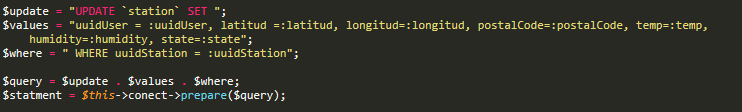 $update = "UPDATE `station` SET ";
$values = "uuidUser = :uuidUser, latitud =:latitud, longitud=:longitud, postalCode=:postalCode, temp=:temp,
humidity=:humidity, state=:state";
$where = " WHERE uuidStation = :uuidStation";
$query = $update . $values . $where;
$statment = $this->conect->prepare($query);